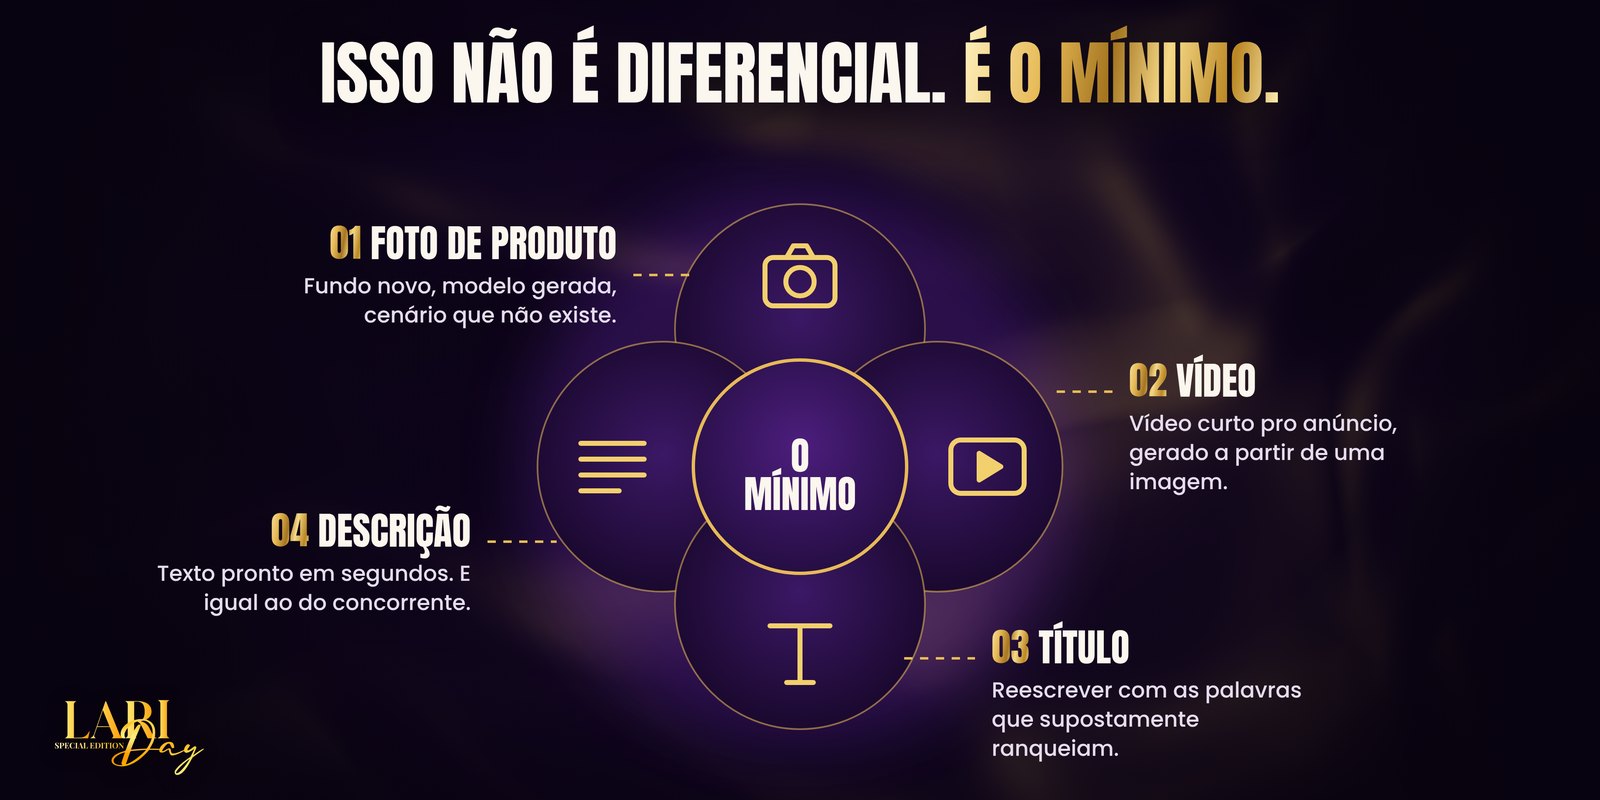 ISSO NÃO É DIFERENCIAL. É O MÍNIMO.
01 FOTO DE PRODUTO
Fundo novo, modelo gerada,
cenário que não existe.
02 VÍDEO
Vídeo curto pro anúncio,
gerado a partir de uma
imagem.
O
MÍNIMO
04 DESCRIÇÃO
Texto pronto em segundos. E
igual ao do concorrente.
03 TÍTULO
Reescrever com as palavras
que supostamente
ranqueiam.
LARI
SPECIAL EDITION Day